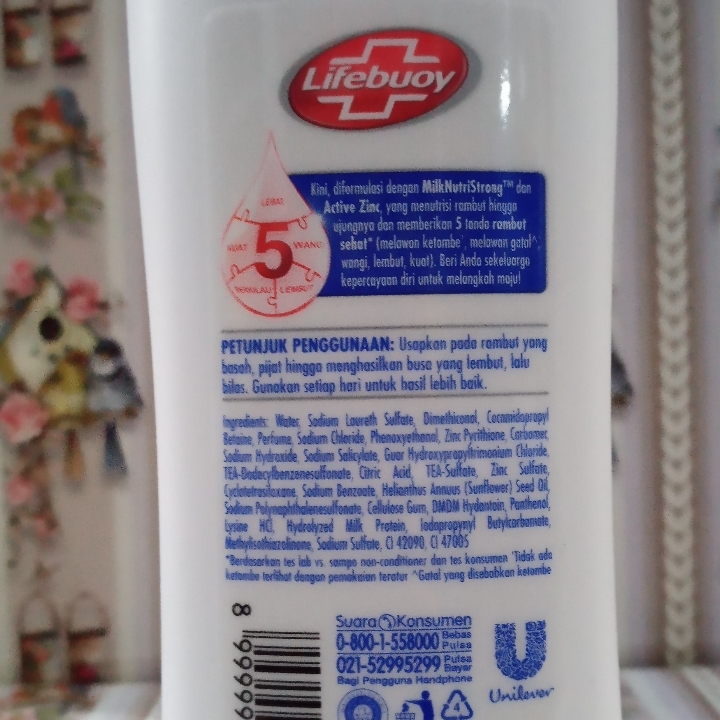 Lifebuoy
Kini, diformulasi dengan MilkNutriStrong™ dan
Active Zinc, yang menutrisi rambut hingga
ujungnya dan memberikan 5 tanda rambut
sehat* (melawan ketombe', melawan gatal^,
wangi, lembut, kuat). Beri Anda sekeluarga
kepercayaan diri untuk melangkah maju!
LEBAT
KUAT 5 WANGI
BERKILAU LEMBUT
PETUNJUK PENGGUNAAN: Usapkan pada rambut yang
basah, pijat hingga menghasilkan busa yang lembut, lalu
bilas. Gunakan setiap hari untuk hasil lebih baik.
Ingredients: Water, Sodium Laureth Sulfate, Dimethiconol, Cocamidopropyl
Betaine, Perfume, Sodium Chloride, Phenoxyethanol, Zinc Pyrithione, Carbomer,
Sodium Hydroxide, Sodium Salicylate, Guar Hydroxypropyltrimonium Chloride,
TEA-Dodecylbenzenesulfonate, Citric Acid, TEA-Sulfate, Zinc Sulfate,
Cyclotetrasiloxane, Sodium Benzoate, Helianthus Annuus (Sunflower) Seed Oil,
Sodium Polynaphthalenesulfonate, Cellulose Gum, DMDM Hydantoin, Panthenol,
Lysine HCl, Hydrolyzed Milk Protein, Iodopropynyl Butylcarbamate,
Methylisothiazolinone, Sodium Sulfate, CI 42090, CI 47005
*Berdasarkan tes lab vs. sampo non-conditioner dan tes konsumen 'Tidak ada
ketombe terlihat dengan pemakaian teratur ^Gatal yang disebabkan ketombe
8 99999
Suara Konsumen
0-800-1-558000 Bebas Pulsa
021-52995299 Pulsa Bayar
Bagi Pengguna Handphone
4
Unilever